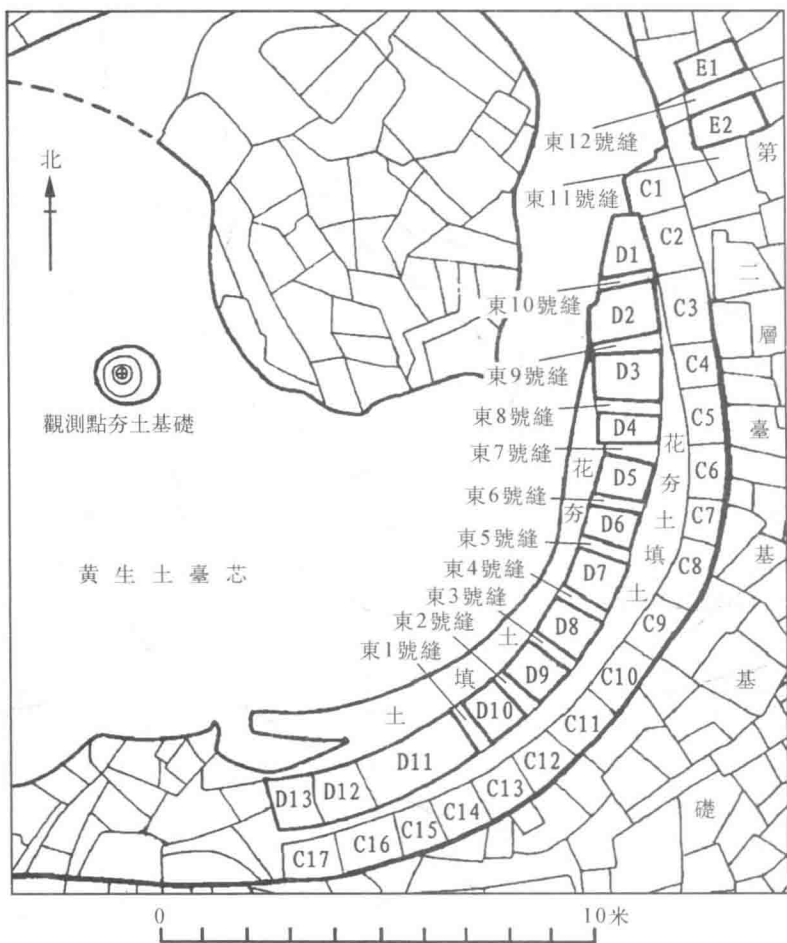 北
觀測點夯土基礎
黃生土臺芯
E1
E2
東12號縫
東11號縫
東10號縫
東9號縫
東8號縫
東7號縫
東6號縫
東5號縫
東4號縫
東3號縫
東2號縫
東1號縫
C1
C2
C3
C4
C5
C6
C7
C8
C9
C10
C11
C12
C13
C14
C15
C16
C17
D1
D2
D3
D4
D5
D6
D7
D8
D9
D10
D11
D12
D13
花夯土填土
花夯土填土
第二層臺基基礎
0
10米